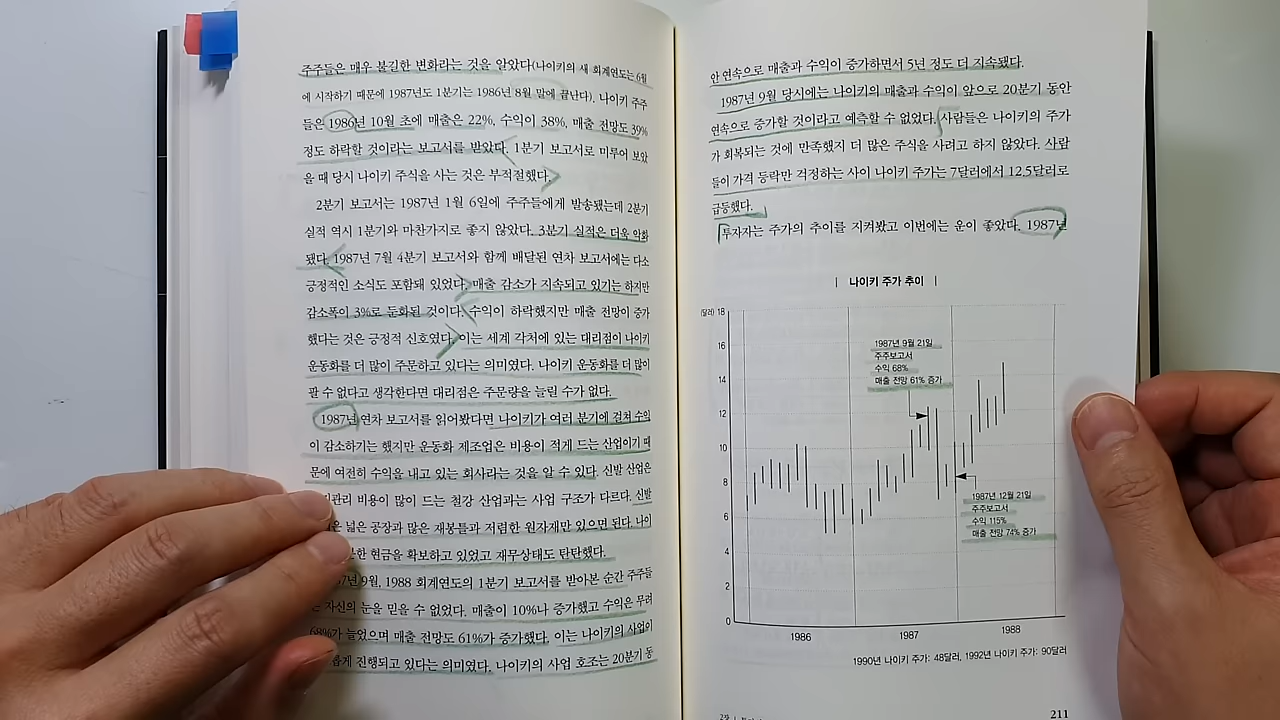 주주들은 매우 불길한 변화라는 것은 알았다(나이키의 새 회계연도는 6월
에 시작하기 때문에 1987년도 1분기는 1986년 8월 말에 끝난다). 나이키 주주
들은 1986년 10월 초에 매출은 22%, 수익이 38%, 매출 전망도 39%
정도 하락할 것이라는 보고서를 받았다. 1분기 보고서로 미루어 보았
을 때 당시 나이키 주식을 사는 것은 부적절했다.
2분기 보고서는 1987년 1월 6일에 주주들에게 발송됐는데 2분기
실적 역시 1분기와 마찬가지로 좋지 않았다. 3분기 실적은 더욱 악화
됐다. 1987년 7월 4분기 보고서와 함께 배달된 연차 보고서에는 다소
긍정적인 소식도 포함돼 있었다. 매출 감소가 지속되고 있기는 하지만
감소폭이 3%로 둔화된 것이다. 수익이 하락했지만 매출 전망이 증가
했다는 것은 긍정적 신호였다. 이는 세계 각처에 있는 대리점이 나이키
운동화를 더 많이 주문하고 있다는 의미였다. 나이키 운동화를 더 많이
팔 수 없다고 생각한다면 대리점은 주문량을 늘릴 수가 없다.
1987년 연차 보고서를 읽어봤다면 나이키가 여러 분기에 걸쳐 수익
이 감소하기는 했지만 운동화 제조업은 비용이 적게 드는 산업이기 때
문에 여전히 수익을 내고 있는 회사라는 것을 알 수 있다. 신발 산업은
비용이 많이 드는 철강 산업과는 사업 구조가 다르다. 신발
넓은 공장과 많은 재봉틀과 저렴한 원자재만 있으면 된다. 나이
현금을 확보하고 있었고 재무상태도 탄탄했다.
9월, 1988 회계연도의 1분기 보고서를 받아본 순간 주주들
자신의 눈을 믿을 수 없었다. 매출이 10%나 증가했고 수익은 무려
68%가 늘었으며 매출 전망도 61%가 증가했다. 이는 나이키의 사업이
진행되고 있다는 의미였다. 나이키의 사업 호조는 20분기 동
안 연속으로 매출과 수익이 증가하면서 5년 정도 더 지속됐다.
1987년 9월 당시에는 나이키의 매출과 수익이 앞으로 20분기 동안
연속으로 증가할 것이라고 예측할 수 없었다. 사람들은 나이키의 주가
가 회복되는 것에 만족했지 더 많은 주식을 사려고 하지 않았다. 사람
들이 가격 등락만 걱정하는 사이 나이키 주가는 7달러에서 12.5달러로
급등했다.
투자자는 주가의 추이를 지켜봤고 이번에는 운이 좋았다. 1987년
| 나이키 주가 추이 |
(달러) 18
16
14
12
10
8
6
4
2
0
1987년 9월 21일
주주보고서
수익 68%
매출 전망 61% 증가
1987년 12월 21일
주주보고서
수익 115%
매출 전망 74% 증가
1986
1987
1988
1990년 나이키 주가: 48달러, 1992년 나이키 주가: 90달러
211